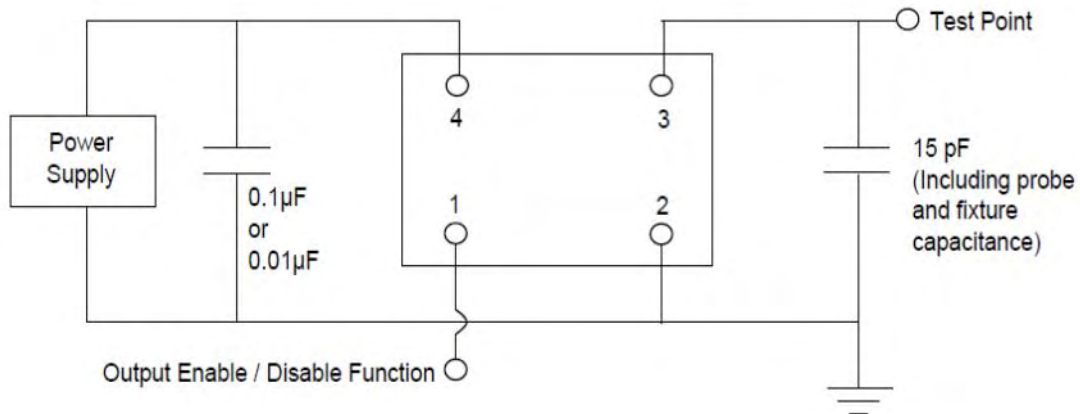 Test Point
4
3
Power
Supply
0.1µF
or
0.01µF
1
2
15 pF
(Including probe
and fixture
capacitance)
Output Enable / Disable Function